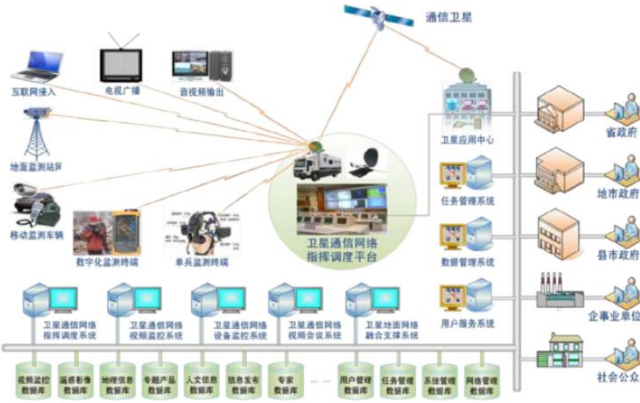 通信卫星
互联网接入
电视广播
音视频输出
卫星应用中心
省政府
地面监测站网
任务管理系统
地市政府
移动监测车辆
数字化监测终端
单兵监测终端
卫星通信网络
指挥调度平台
数据管理系统
县市政府
用户服务系统
企事业单位
卫星通信网络
指挥调度系统
卫星通信网络
视频监控系统
卫星通信网络
设备监控系统
卫星通信网络
视频会议系统
卫星地面网络
融合支撑系统
社会公众
视频监控
数据库
遥感影像
数据库
地理信息
数据库
专题产品
数据库
人文信息
数据库
信息发布
数据库
专家
数据库
... ...
用户管理
数据库
任务管理
数据库
系统管理
数据库
网络管理
数据库